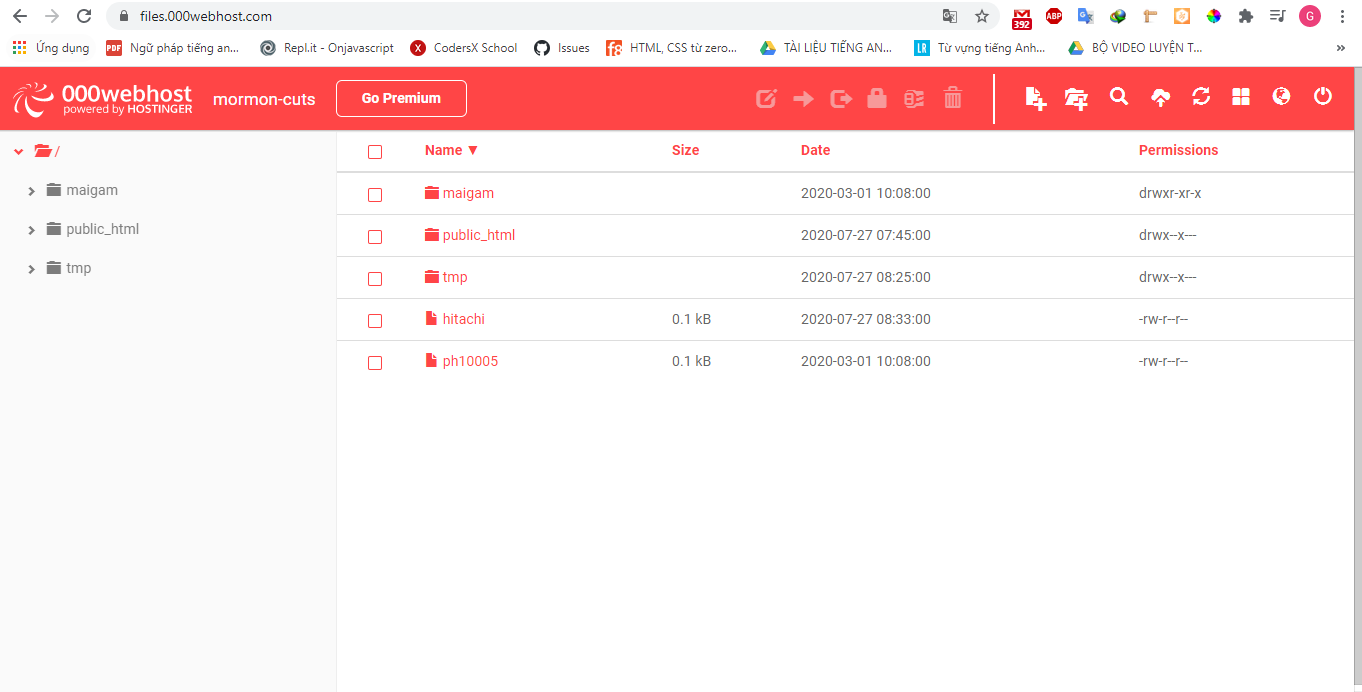 files.000webhost.com
392
ABP
G
Ứng dụng
PDF
Ngữ pháp tiếng an...
Repl.it - Onjavascript
X
CodersX School
Issues
f8
HTML, CSS từ zero...
TÀI LIỆU TIẾNG AN...
LR
Từ vựng tiếng Anh...
BỘ VIDEO LUYỆN T...
»
000webhost
powered by HOSTINGER
mormon-cuts
Go Premium
/
maigam
public_html
tmp
Name ▼ Size Date Permissions
maigam 2020-03-01 10:08:00 drwxr-xr-x
public_html 2020-07-27 07:45:00 drwx--x---
tmp 2020-07-27 08:25:00 drwx--x---
hitachi 0.1 kB 2020-07-27 08:33:00 -rw-r--r--
ph10005 0.1 kB 2020-03-01 10:08:00 -rw-r--r--